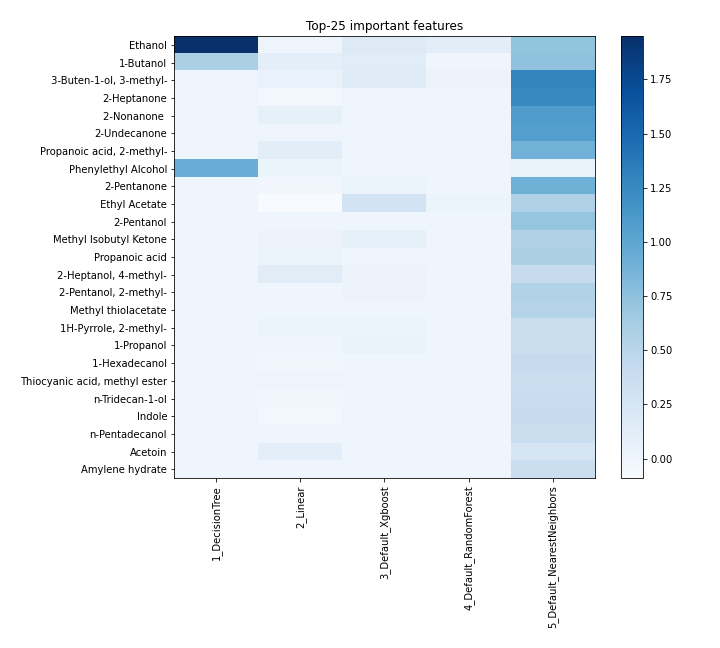 Top-25 important features
Ethanol
1-Butanol
3-Buten-1-ol, 3-methyl-
2-Heptanone
2-Nonanone
2-Undecanone
Propanoic acid, 2-methyl-
Phenylethyl Alcohol
2-Pentanone
Ethyl Acetate
2-Pentanol
Methyl Isobutyl Ketone
Propanoic acid
2-Heptanol, 4-methyl-
2-Pentanol, 2-methyl-
Methyl thiolacetate
1H-Pyrrole, 2-methyl-
1-Propanol
1-Hexadecanol
Thiocyanic acid, methyl ester
n-Tridecan-1-ol
Indole
n-Pentadecanol
Acetoin
Amylene hydrate
1_DecisionTree
2_Linear
3_Default_Xgboost
4_Default_RandomForest
5_Default_NearestNeighbors
1.75
1.50
1.25
1.00
0.75
0.50
0.25
0.00